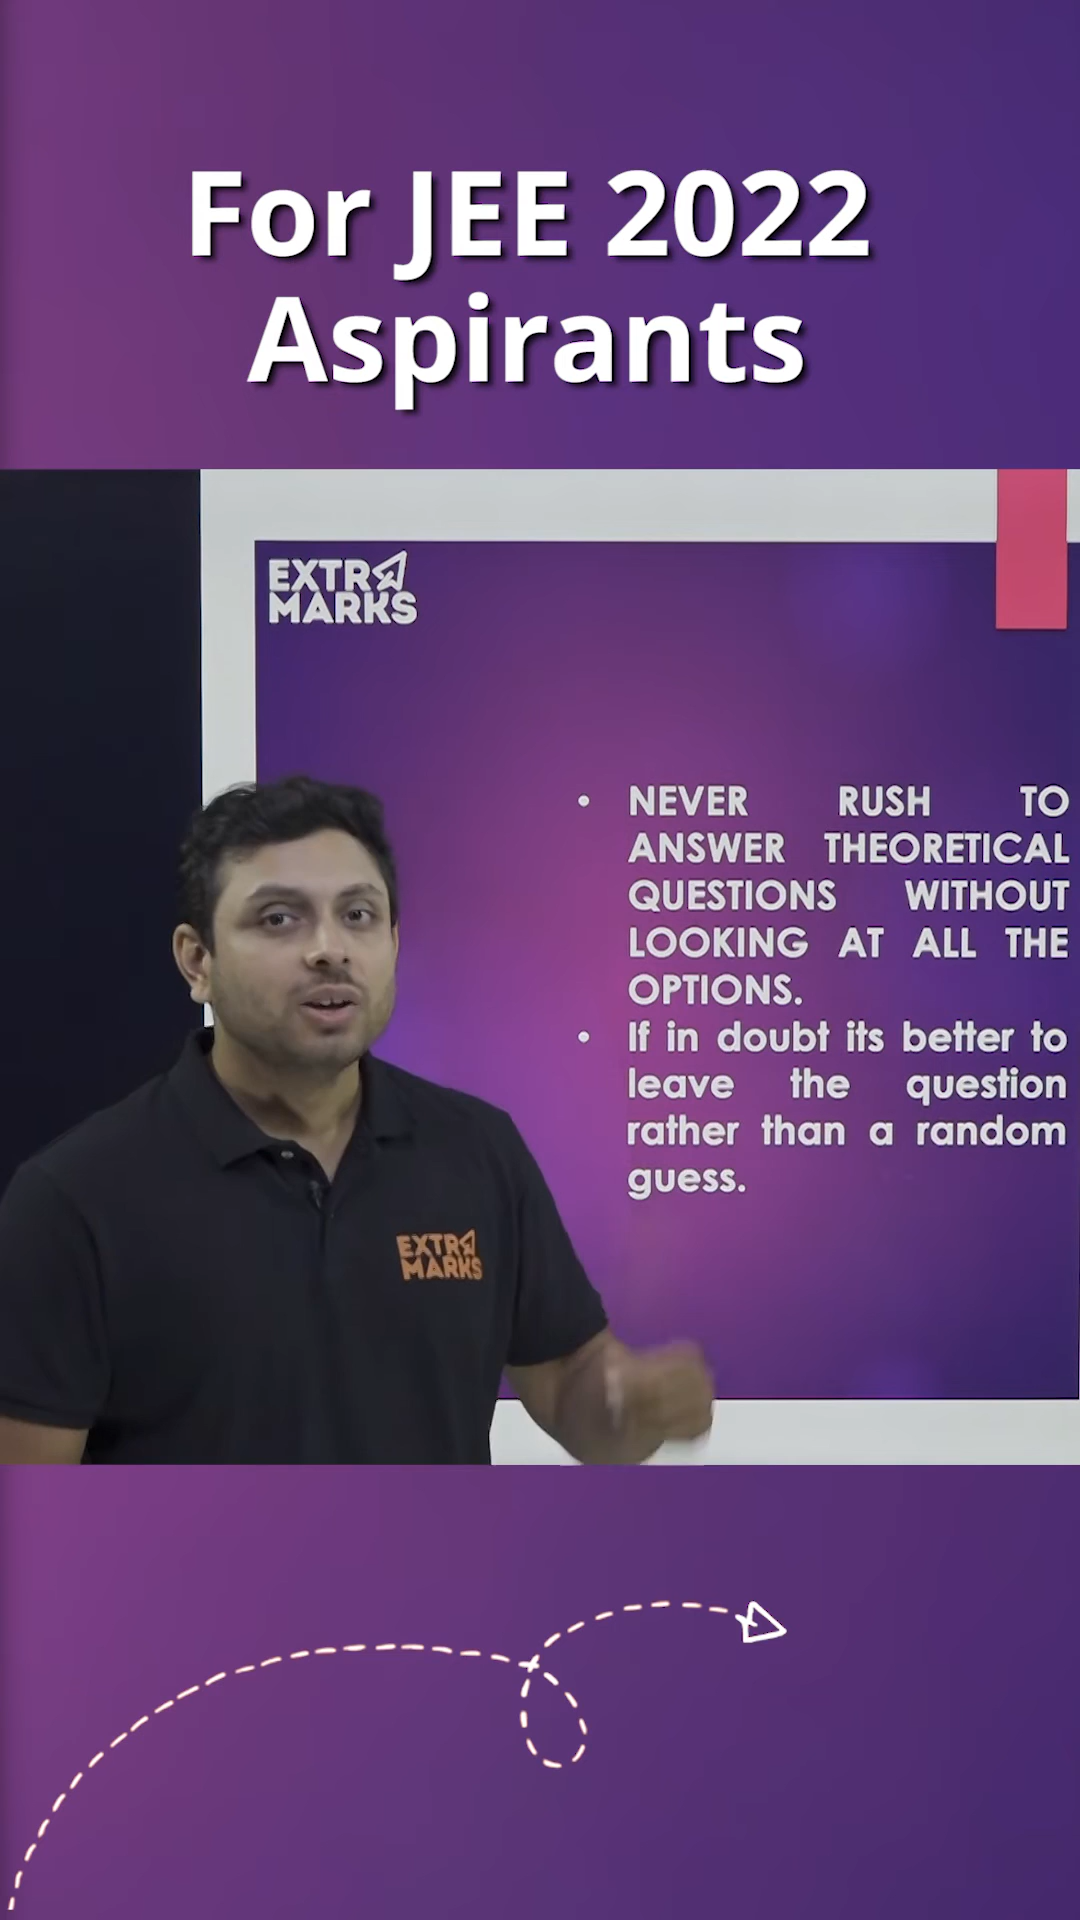 For JEE 2022
Aspirants
EXTRA
MARKS
• NEVER RUSH TO
ANSWER THEORETICAL
QUESTIONS WITHOUT
LOOKING AT ALL THE
OPTIONS.
• If in doubt its better to
leave the question
rather than a random
guess.
EXTRA
MARKS